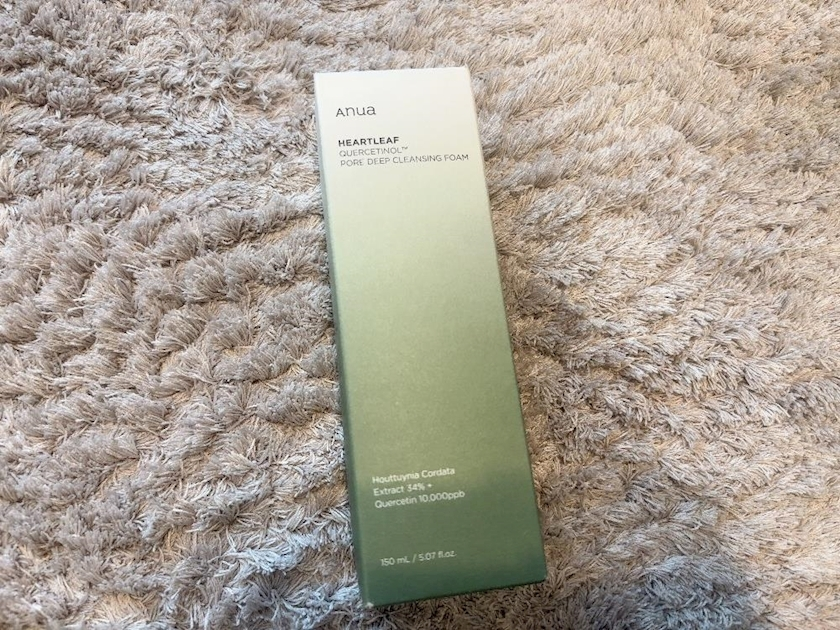 Anua
HEARTLEAF
QUERCETINOL™
PORE DEEP CLEANSING FOAM
Houttuynia Cordata
Extract 34% +
Quercetin 10,000ppb
150 mL / 5.07 fl.oz.